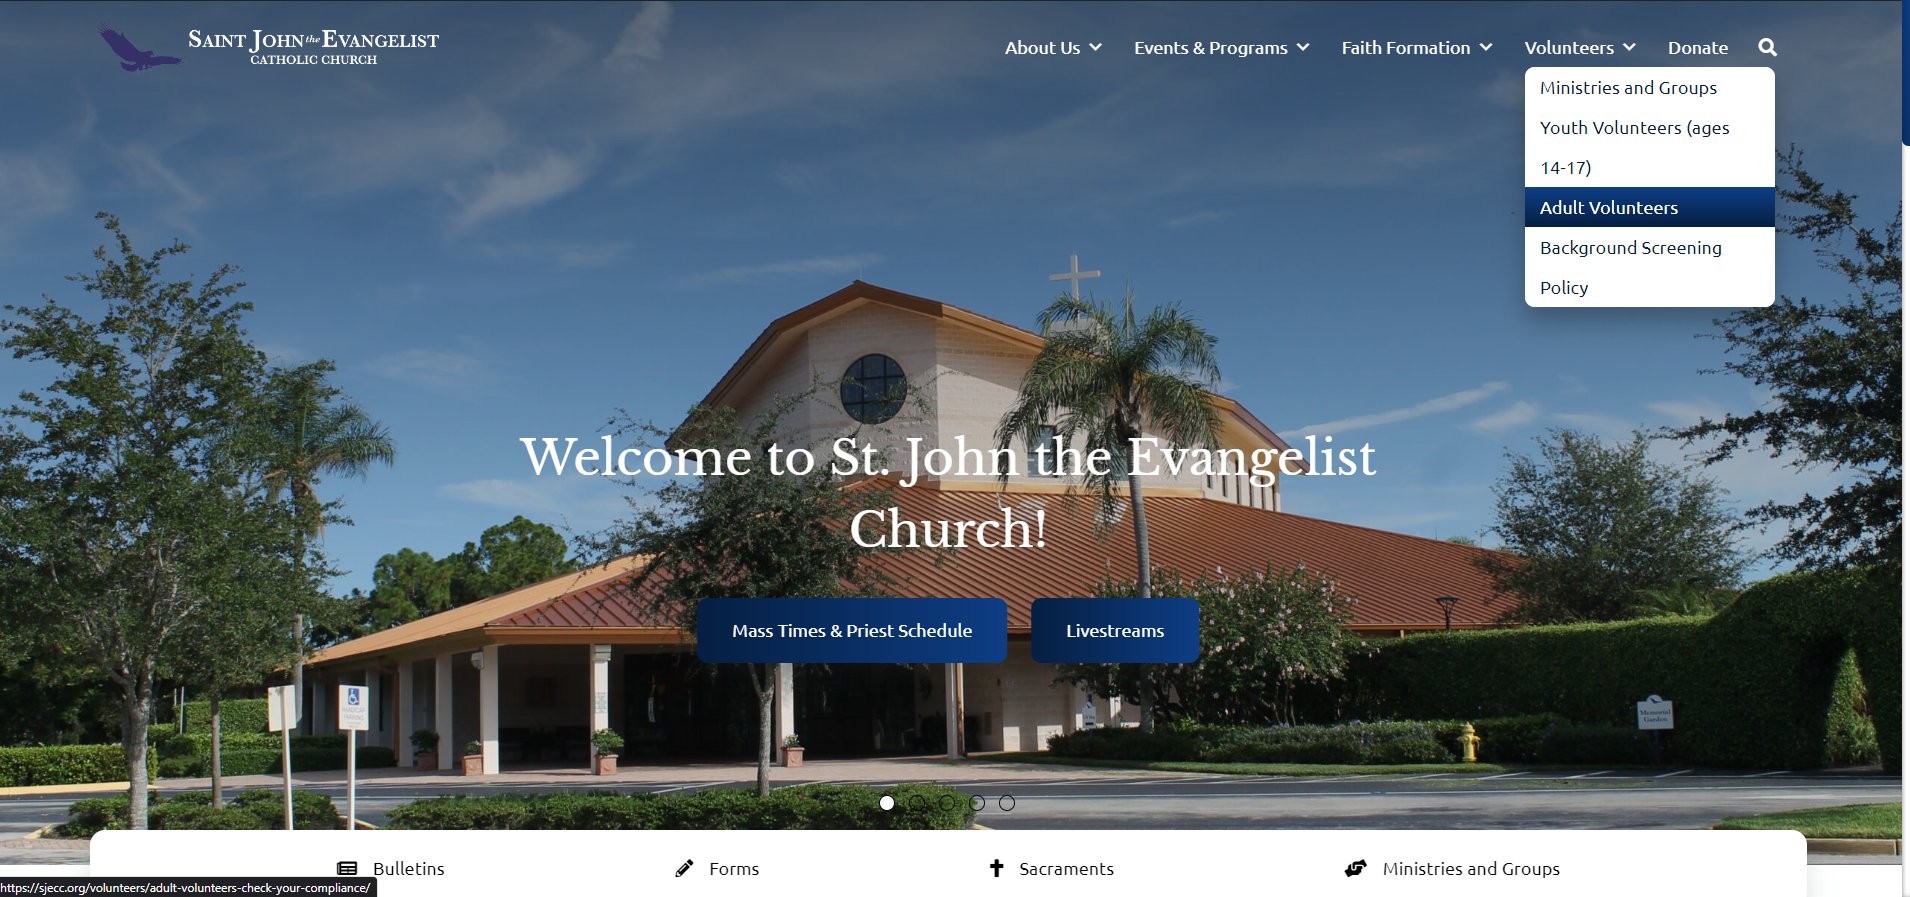 SAINT JOHN the EVANGELIST
CATHOLIC CHURCH
About Us
Events & Programs
Faith Formation
Volunteers
Donate
Ministries and Groups
Youth Volunteers (ages
14-17)
Adult Volunteers
Background Screening
Policy
Welcome to St. John the Evangelist
Church!
Mass Times & Priest Schedule
Livestreams
Memorial
Garden
Bulletins
Forms
Sacraments
Ministries and Groups
https://sjecc.org/volunteers/adult-volunteers-check-your-compliance/